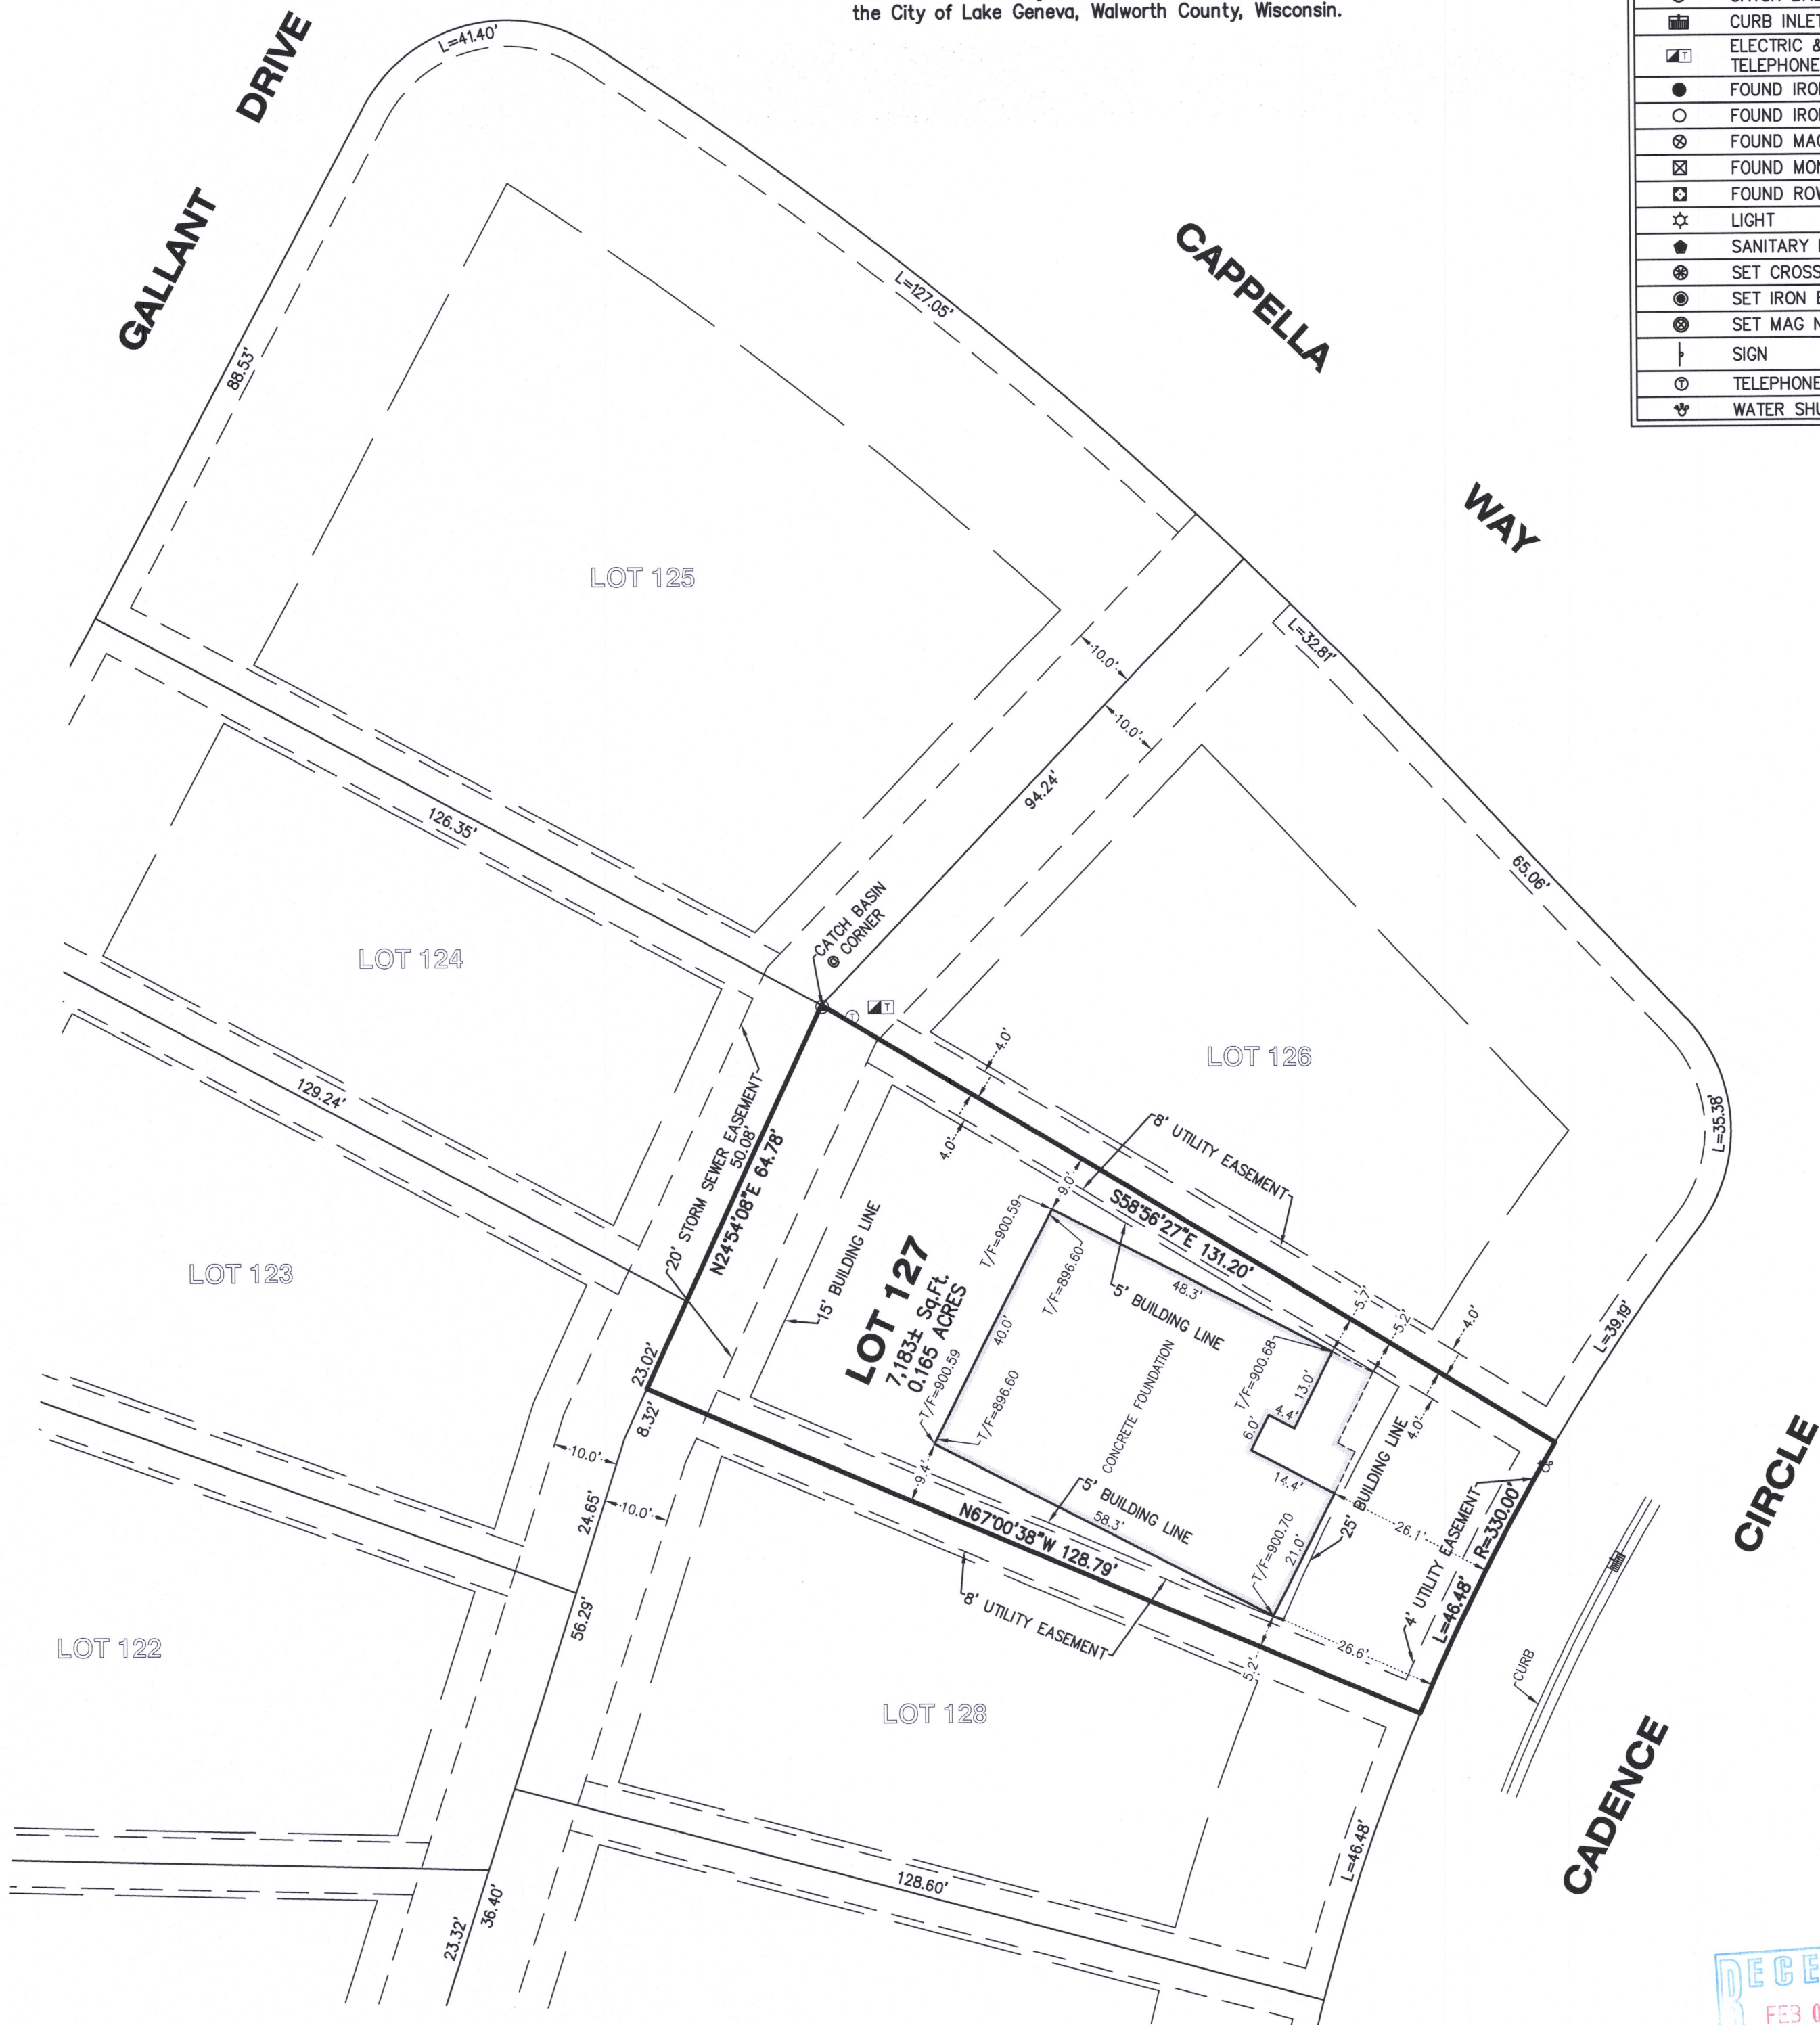 the City of Lake Geneva, Walworth County, Wisconsin.
CURB INLET
ELECTRIC &
TELEPHONE
FOUND
FOUND
FOUND
FOUND
FOUND
LIGHT
SANITARY
SET CROSS
SET IRON
SET MAG
SIGN
TELEPHONE
WATER
T
T
GALLANT DRIVE
CAPPELLA WAY
L=41.40'
88.53'
L=127.05'
LOT 125
L=32.81'
10.0'
10.0'
94.24'
65.06'
126.35'
CATCH BASIN
CORNER
T
T
LOT 124
LOT 126
4.0'
4.0'
129.24'
L=35.38'
8' UTILITY EASEMENT
20' STORM SEWER EASEMENT
50.08'
N24°54'08"E 64.78'
15' BUILDING LINE
9.0'
S58°56'27"E 131.20'
T/F=900.59
T/F=896.60
48.3'
5' BUILDING LINE
LOT 123
LOT 127
7,183± Sq.Ft.
0.165 ACRES
40.0'
T/F=900.59
T/F=896.60
CONCRETE FOUNDATION
5.7'
5.2'
4.0'
L=39.19'
T/F=900.68
13.0'
4.4'
6.0'
14.4'
4.0'
25' BUILDING LINE
23.02'
8.32'
10.0'
10.0'
24.65'
9.4'
5' BUILDING LINE
58.3'
N67°00'38"W 128.79'
T/F=900.70
21.0'
26.1'
4' UTILITY EASEMENT
R=330.00'
L=46.48'
26.6'
5.2'
8' UTILITY EASEMENT
56.29'
LOT 122
LOT 128
CURB
CADENCE CIRCLE
L=46.48'
128.60'
36.40'
23.32'
FEB